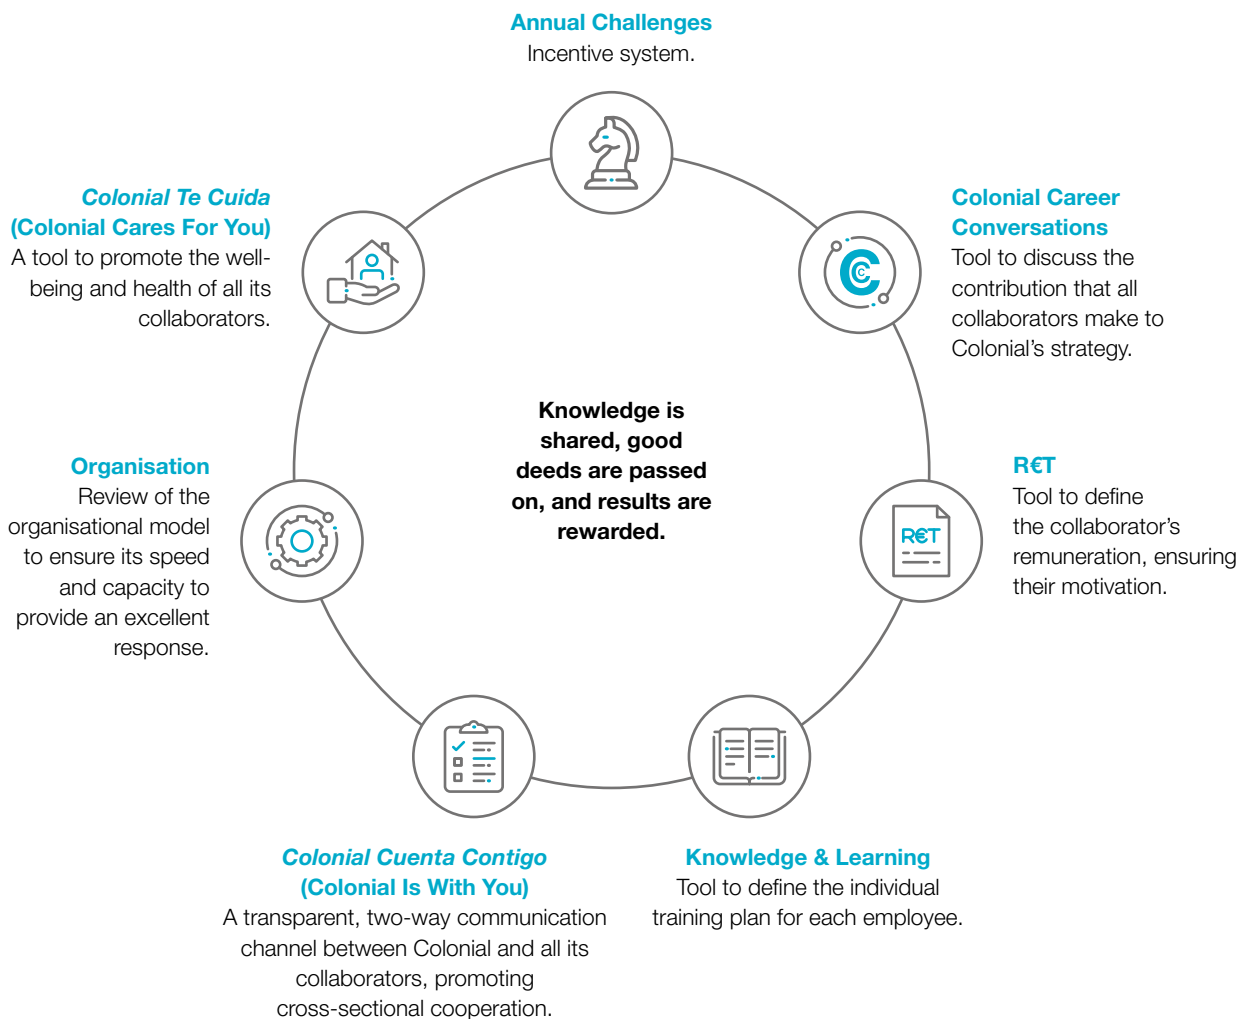 Annual Challenges
Incentive system.
Colonial Te Cuida
(Colonial Cares For You)
A tool to promote the well-
being and health of all its
collaborators.
Colonial Career
Conversations
Tool to discuss the
contribution that all
collaborators make to
Colonial's strategy.
Knowledge is
shared, good
deeds are passed
on, and results are
rewarded.
Organisation
Review of the
organisational model
to ensure its speed
and capacity to
provide an excellent
response.
R€T
Tool to define
the collaborator's
remuneration, ensuring
their motivation.
R€T
Colonial Cuenta Contigo
(Colonial Is With You)
A transparent, two-way communication
channel between Colonial and all its
collaborators, promoting
cross-sectional cooperation.
Knowledge & Learning
Tool to define the individual
training plan for each employee.